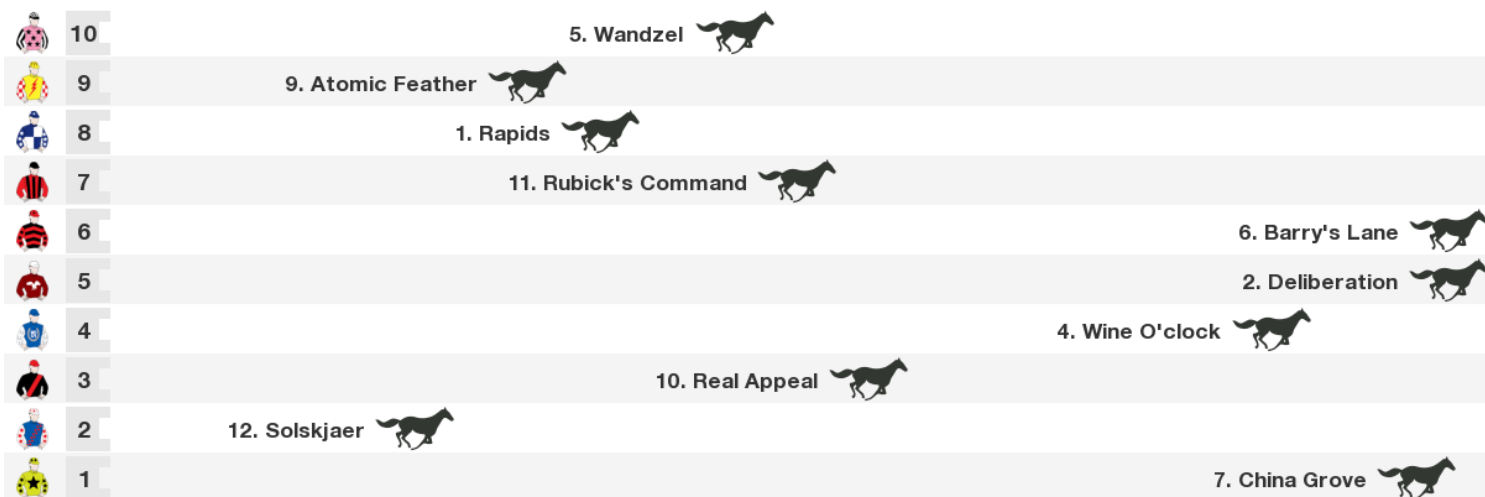 10 5. Wandzel
9 9. Atomic Feather
8 1. Rapids
7 11. Rubick's Command
6 6. Barry's Lane
5 2. Deliberation
4 4. Wine O'clock
3 10. Real Appeal
2 12. Solskjaer
1 7. China Grove